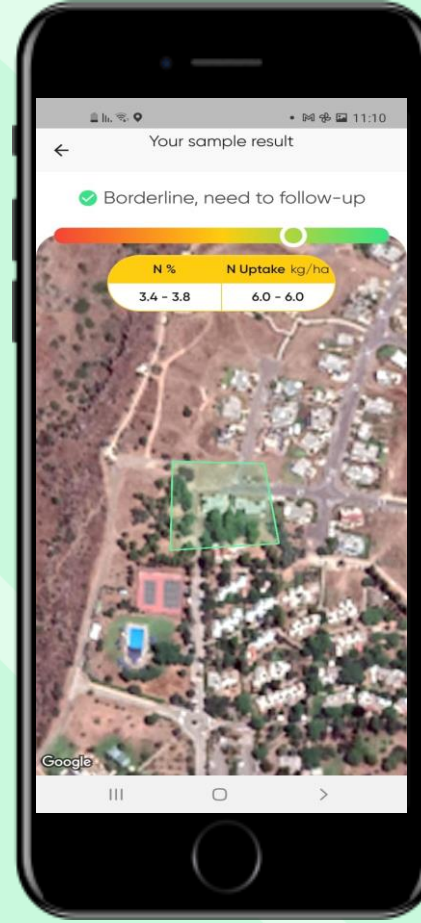 11:10
Your sample result
Borderline, need to follow-up
N % N Uptake kg/ha
3.4 - 3.8 6.0 - 6.0
Google